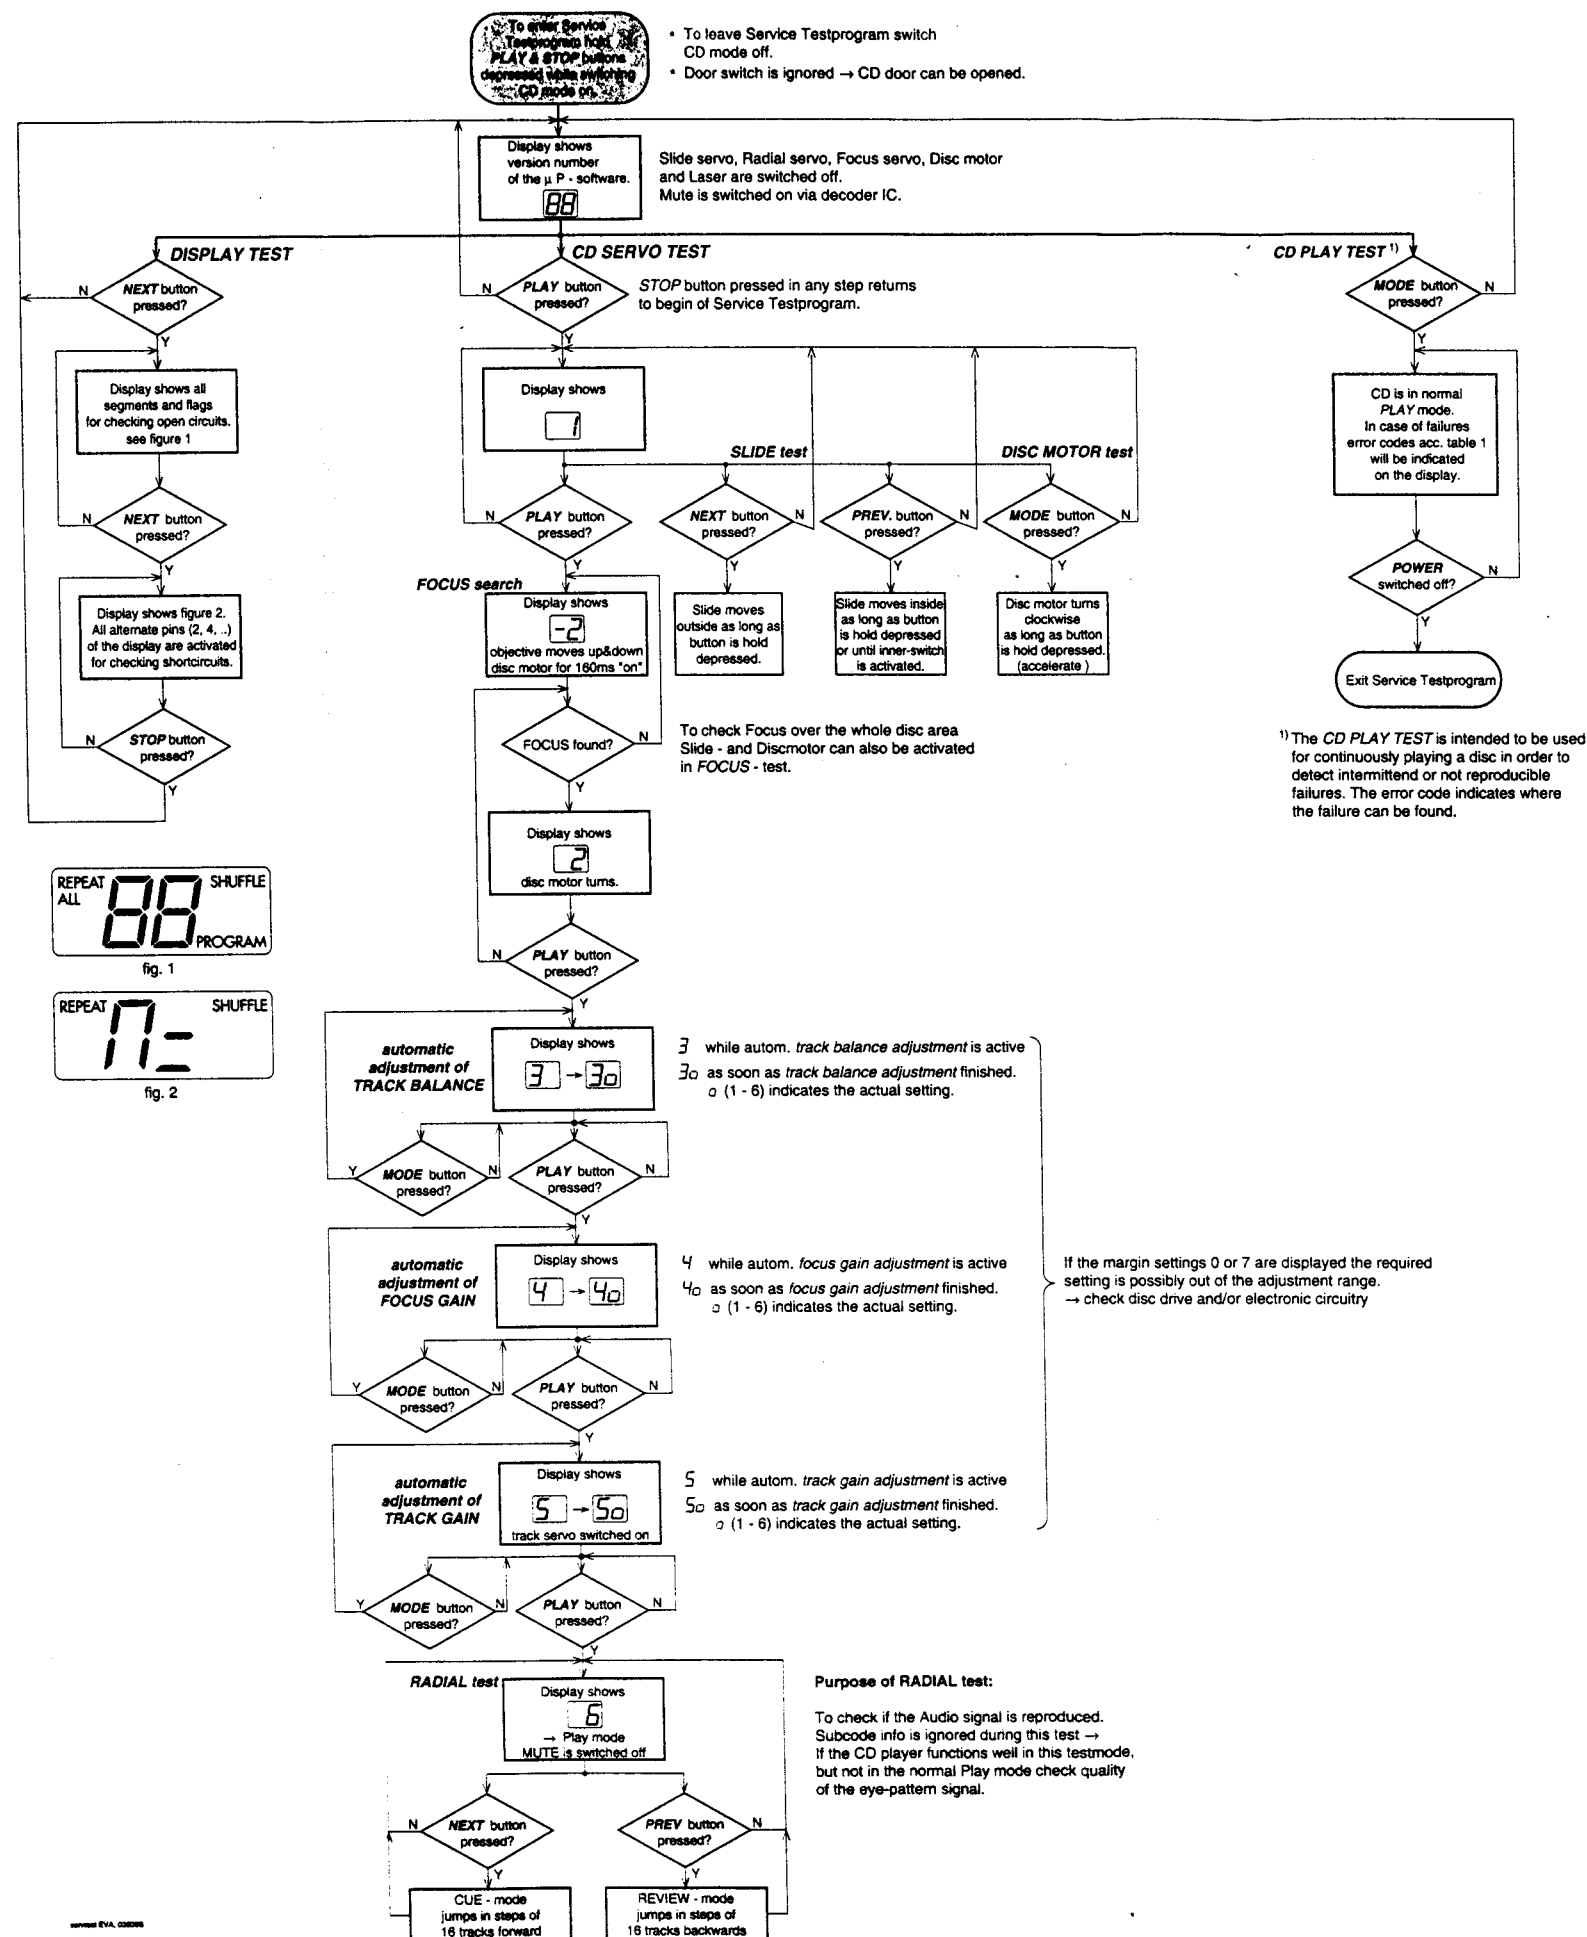 To enter Service
Testprogram hold
PLAY & STOP buttons
depressed while switching
CD mode on.
* To leave Service Testprogram switch
CD mode off.
* Door switch is ignored → CD door can be opened.
Display shows
version number
of the µ P - software.
88
Slide servo, Radial servo, Focus servo, Disc motor
and Laser are switched off.
Mute is switched on via decoder IC.
DISPLAY TEST
NEXT button
pressed?
N
Y
Display shows all
segments and flags
for checking open circuits.
see figure 1
NEXT button
pressed?
N
Y
Display shows figure 2.
All alternate pins (2, 4, ..)
of the display are activated
for checking shortcircuits.
STOP button
pressed?
N
Y
REPEAT
ALL
88
SHUFFLE
PROGRAM
fig. 1
REPEAT
SHUFFLE
fig. 2
CD SERVO TEST
PLAY button
pressed?
N
Y
STOP button pressed in any step returns
to begin of Service Testprogram.
Display shows
1
SLIDE test
DISC MOTOR test
PLAY button
pressed?
N
Y
NEXT button
pressed?
N
Y
PREV. button
pressed?
N
Y
MODE button
pressed?
N
Y
FOCUS search
Display shows
-2
objective moves up&down
disc motor for 160ms "on"
Slide moves
outside as long as
button is hold
depressed.
Slide moves inside
as long as button
is hold depressed
or until inner-switch
is activated.
Disc motor turns
clockwise
as long as button
is hold depressed.
(accelerate )
FOCUS found?
N
Y
To check Focus over the whole disc area
Slide - and Discmotor can also be activated
in FOCUS - test.
Display shows
2
disc motor turns.
PLAY button
pressed?
N
Y
automatic
adjustment of
TRACK BALANCE
Display shows
3 → 3o
3 while autom. track balance adjustment is active
3o as soon as track balance adjustment finished.
o (1 - 6) indicates the actual setting.
MODE button
pressed?
Y
N
PLAY button
pressed?
N
Y
automatic
adjustment of
FOCUS GAIN
Display shows
4 → 4o
4 while autom. focus gain adjustment is active
4o as soon as focus gain adjustment finished.
o (1 - 6) indicates the actual setting.
If the margin settings 0 or 7 are displayed the required
setting is possibly out of the adjustment range.
→ check disc drive and/or electronic circuitry
MODE button
pressed?
Y
N
PLAY button
pressed?
N
Y
automatic
adjustment of
TRACK GAIN
Display shows
5 → 5o
track servo switched on
5 while autom. track gain adjustment is active
5o as soon as track gain adjustment finished.
o (1 - 6) indicates the actual setting.
MODE button
pressed?
Y
N
PLAY button
pressed?
N
Y
RADIAL test
Display shows
6
→ Play mode
MUTE is switched off
Purpose of RADIAL test:
To check if the Audio signal is reproduced.
Subcode info is ignored during this test →
If the CD player functions well in this testmode,
but not in the normal Play mode check quality
of the eye-pattern signal.
NEXT button
pressed?
N
Y
PREV button
pressed?
N
Y
CUE - mode
jumps in steps of
16 tracks forward
REVIEW - mode
jumps in steps of
16 tracks backwards
CD PLAY TEST 1)
MODE button
pressed?
N
Y
CD is in normal
PLAY mode.
In case of failures
error codes acc. table 1
will be indicated
on the display.
POWER
switched off?
N
Y
Exit Service Testprogram
1) The CD PLAY TEST is intended to be used
for continuously playing a disc in order to
detect intermittend or not reproducible
failures. The error code indicates where
the failure can be found.